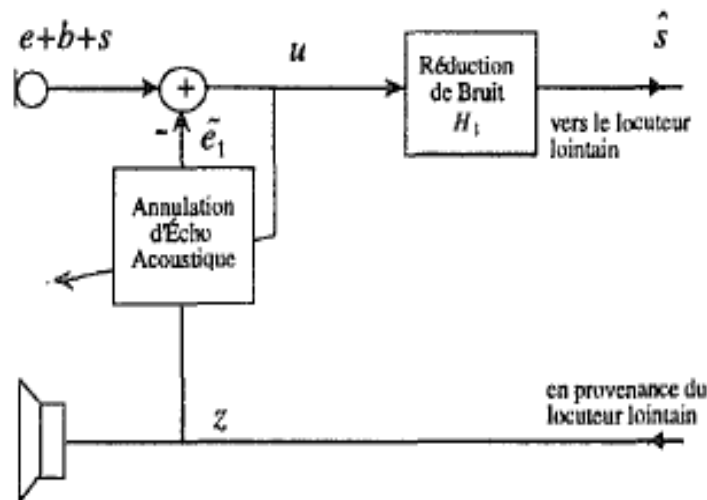 e+b+s
u
ŝ
+
Réduction
de Bruit
H₁
vers le locuteur
lointain
-
ẽ₁
Annulation
d'Écho
Acoustique
z
en provenance du
locuteur lointain